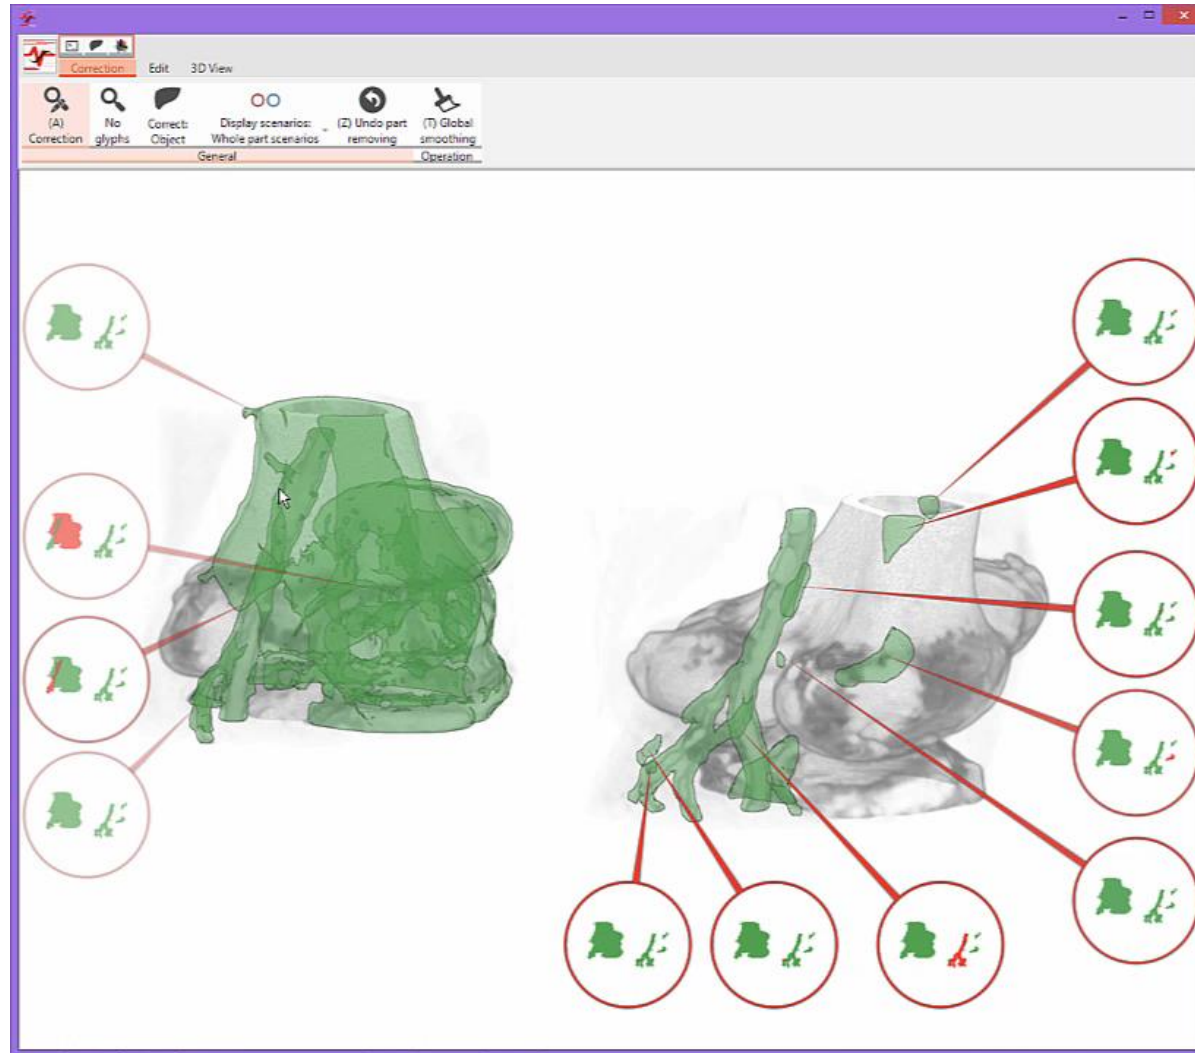 Correction Edit 3D View
(A) No Correct: Display scenarios: (Z) Undo part (T) Global
Correction glyphs Object Whole part scenarios removing smoothing
General Operation